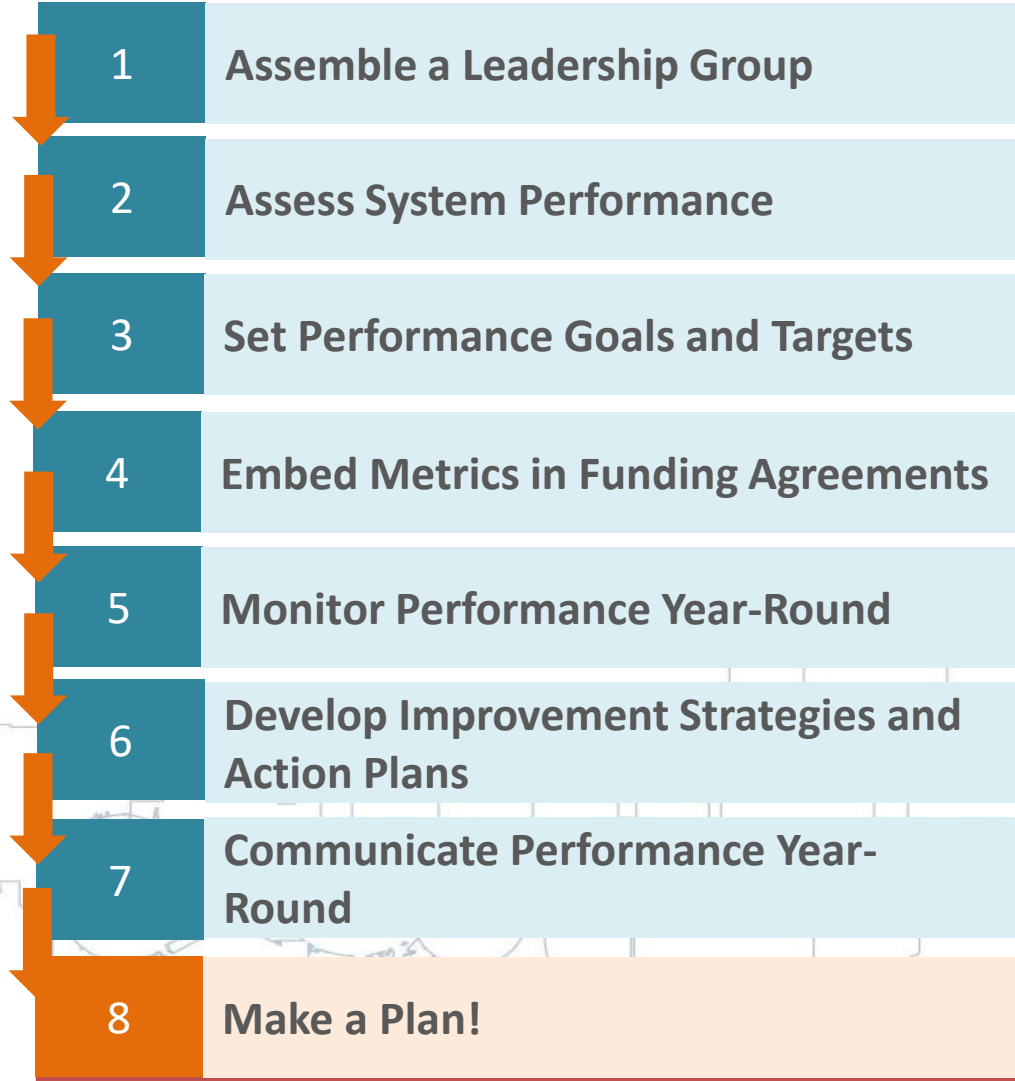 1
Assemble a Leadership Group
2
Assess System Performance
3
Set Performance Goals and Targets
4
Embed Metrics in Funding Agreements
5
Monitor Performance Year-Round
6
Develop Improvement Strategies and
Action Plans
7
Communicate Performance Year-
Round
8
Make a Plan!